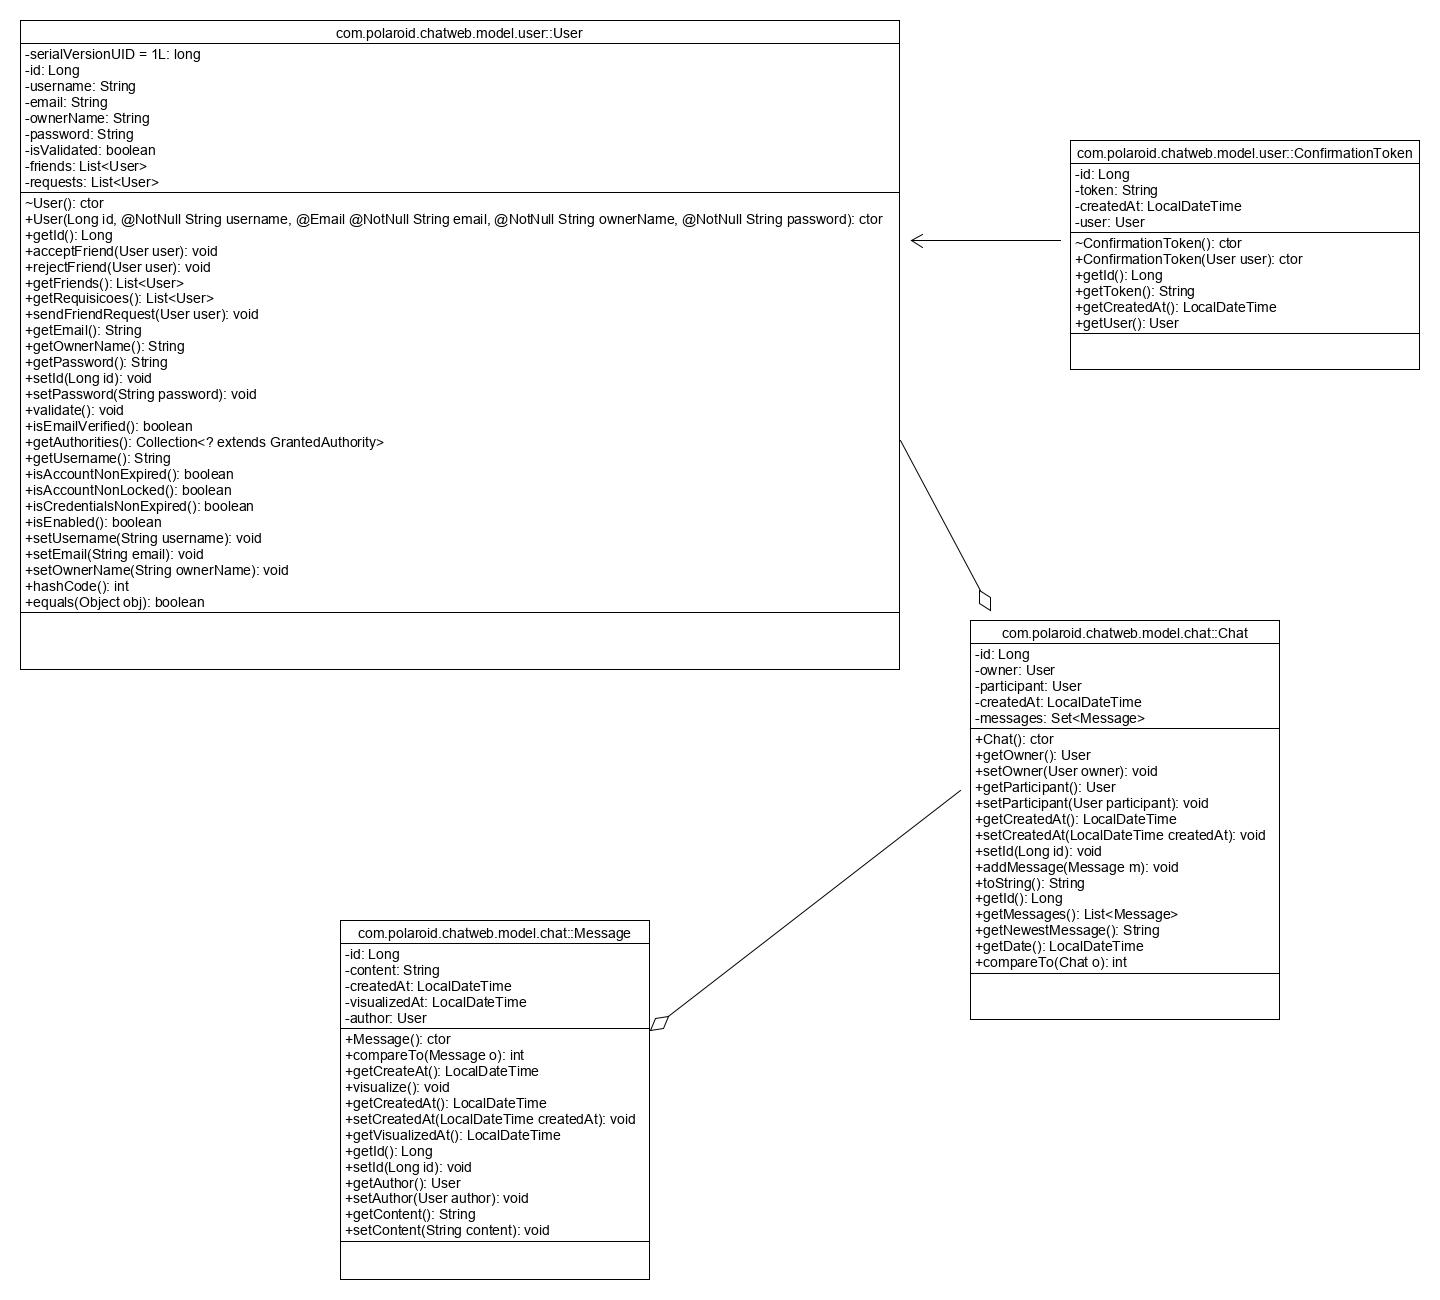 com.polaroid.chatweb.model.user::User
-serialVersionUID = 1L: long
-id: Long
-username: String
-email: String
-ownerName: String
-password: String
-isValidated: boolean
-friends: List<User>
-requests: List<User>
~User(): ctor
+User(Long id, @NotNull String username, @Email @NotNull String email, @NotNull String ownerName, @NotNull String password): ctor
+getId(): Long
+acceptFriend(User user): void
+rejectFriend(User user): void
+getFriends(): List<User>
+getRequisicoes(): List<User>
+sendFriendRequest(User user): void
+getEmail(): String
+getOwnerName(): String
+getPassword(): String
+setId(Long id): void
+setPassword(String password): void
+validate(): void
+isEmailVerified(): boolean
+getAuthorities(): Collection<? extends GrantedAuthority>
+getUsername(): String
+isAccountNonExpired(): boolean
+isAccountNonLocked(): boolean
+isCredentialsNonExpired(): boolean
+isEnabled(): boolean
+setUsername(String username): void
+setEmail(String email): void
+setOwnerName(String ownerName): void
+hashCode(): int
+equals(Object obj): boolean
com.polaroid.chatweb.model.user::ConfirmationToken
-id: Long
-token: String
-createdAt: LocalDateTime
-user: User
~ConfirmationToken(): ctor
+ConfirmationToken(User user): ctor
+getId(): Long
+getToken(): String
+getCreatedAt(): LocalDateTime
+getUser(): User
com.polaroid.chatweb.model.chat::Chat
-id: Long
-owner: User
-participant: User
-createdAt: LocalDateTime
-messages: Set<Message>
+Chat(): ctor
+getOwner(): User
+setOwner(User owner): void
+getParticipant(): User
+setParticipant(User participant): void
+getCreatedAt(): LocalDateTime
+setCreatedAt(LocalDateTime createdAt): void
+setId(Long id): void
+addMessage(Message m): void
+toString(): String
+getId(): Long
+getMessages(): List<Message>
+getNewestMessage(): String
+getDate(): LocalDateTime
+compareTo(Chat o): int
com.polaroid.chatweb.model.chat::Message
-id: Long
-content: String
-createdAt: LocalDateTime
-visualizedAt: LocalDateTime
-author: User
+Message(): ctor
+compareTo(Message o): int
+getCreateAt(): LocalDateTime
+visualize(): void
+getCreatedAt(): LocalDateTime
+setCreatedAt(LocalDateTime createdAt): void
+getVisualizedAt(): LocalDateTime
+getId(): Long
+setId(Long id): void
+getAuthor(): User
+setAuthor(User author): void
+getContent(): String
+setContent(String content): void